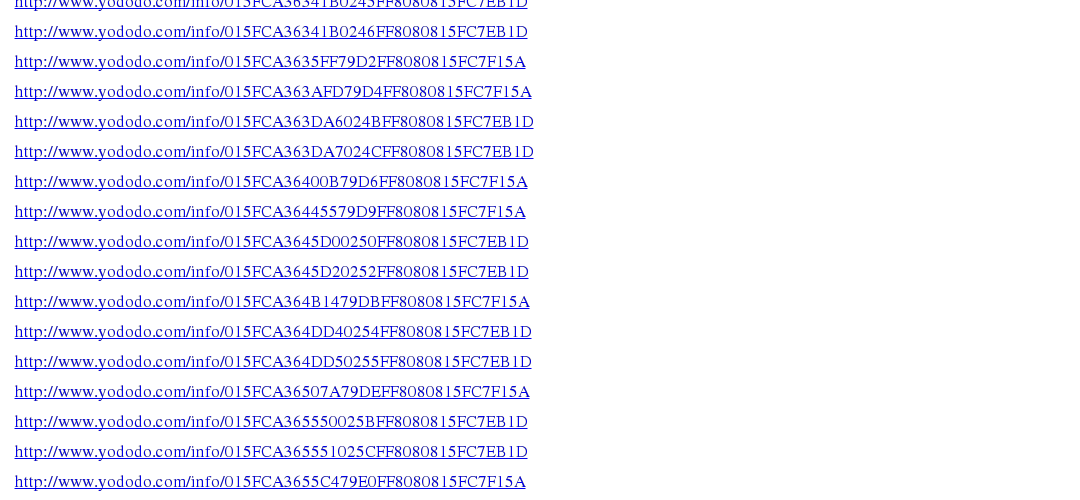 http://www.yododo.com/info/015FCA36341B0245FF8080815FC7EB1D
http://www.yododo.com/info/015FCA36341B0246FF8080815FC7EB1D
http://www.yododo.com/info/015FCA3635FF79D2FF8080815FC7F15A
http://www.yododo.com/info/015FCA363AFD79D4FF8080815FC7F15A
http://www.yododo.com/info/015FCA363DA6024BFF8080815FC7EB1D
http://www.yododo.com/info/015FCA363DA7024CFF8080815FC7EB1D
http://www.yododo.com/info/015FCA36400B79D6FF8080815FC7F15A
http://www.yododo.com/info/015FCA36445579D9FF8080815FC7F15A
http://www.yododo.com/info/015FCA3645D00250FF8080815FC7EB1D
http://www.yododo.com/info/015FCA3645D20252FF8080815FC7EB1D
http://www.yododo.com/info/015FCA364B1479DBFF8080815FC7F15A
http://www.yododo.com/info/015FCA364DD40254FF8080815FC7EB1D
http://www.yododo.com/info/015FCA364DD50255FF8080815FC7EB1D
http://www.yododo.com/info/015FCA36507A79DEFF8080815FC7F15A
http://www.yododo.com/info/015FCA365550025BFF8080815FC7EB1D
http://www.yododo.com/info/015FCA365551025CFF8080815FC7EB1D
http://www.yododo.com/info/015FCA3655C479E0FF8080815FC7F15A